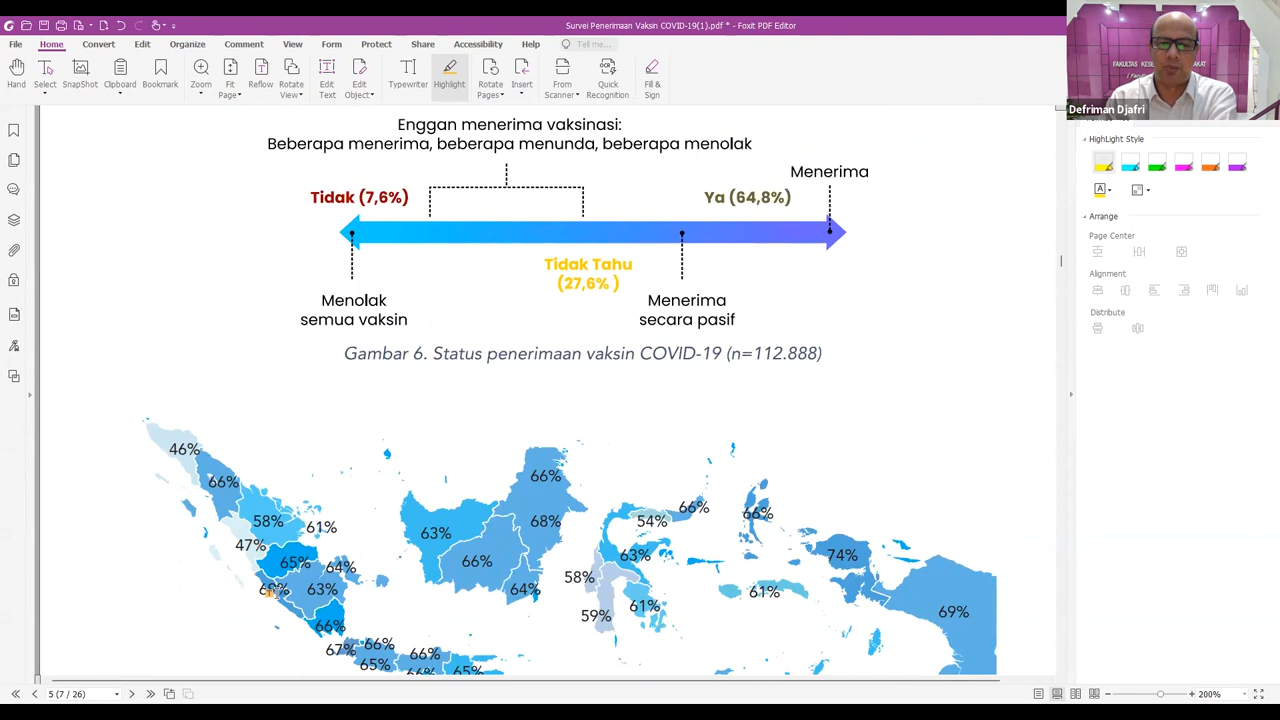 Survei Penerimaan Vaksin COVID-19(1).pdf * - Foxit PDF Editor
File Home Convert Edit Organize Comment View Form Protect Share Accessibility Help Tell me...
Hand Select SnapShot Clipboard Bookmark Zoom Fit Page Reflow Rotate View Edit Text Edit Object Typewriter Highlight Rotate Pages Insert From Scanner Quick Recognition Fill & Sign
FAKULTAS
Defriman Djafri
HighLight Style
Arrange
Page Center
Alignment
Distribute
Enggan menerima vaksinasi:
Beberapa menerima, beberapa menunda, beberapa menolak
Menerima
Tidak (7,6%)
Ya (64,8%)
Tidak Tahu
(27,6% )
Menolak
semua vaksin
Menerima
secara pasif
Gambar 6. Status penerimaan vaksin COVID-19 (n=112.888)
46%
66%
58%
61%
47%
65%
64%
63%
66%
67%
66%
65%
66%
66%
65%
63%
66%
68%
66%
64%
54%
66%
63%
58%
59%
61%
66%
61%
74%
69%
5 (7 / 26)
200%